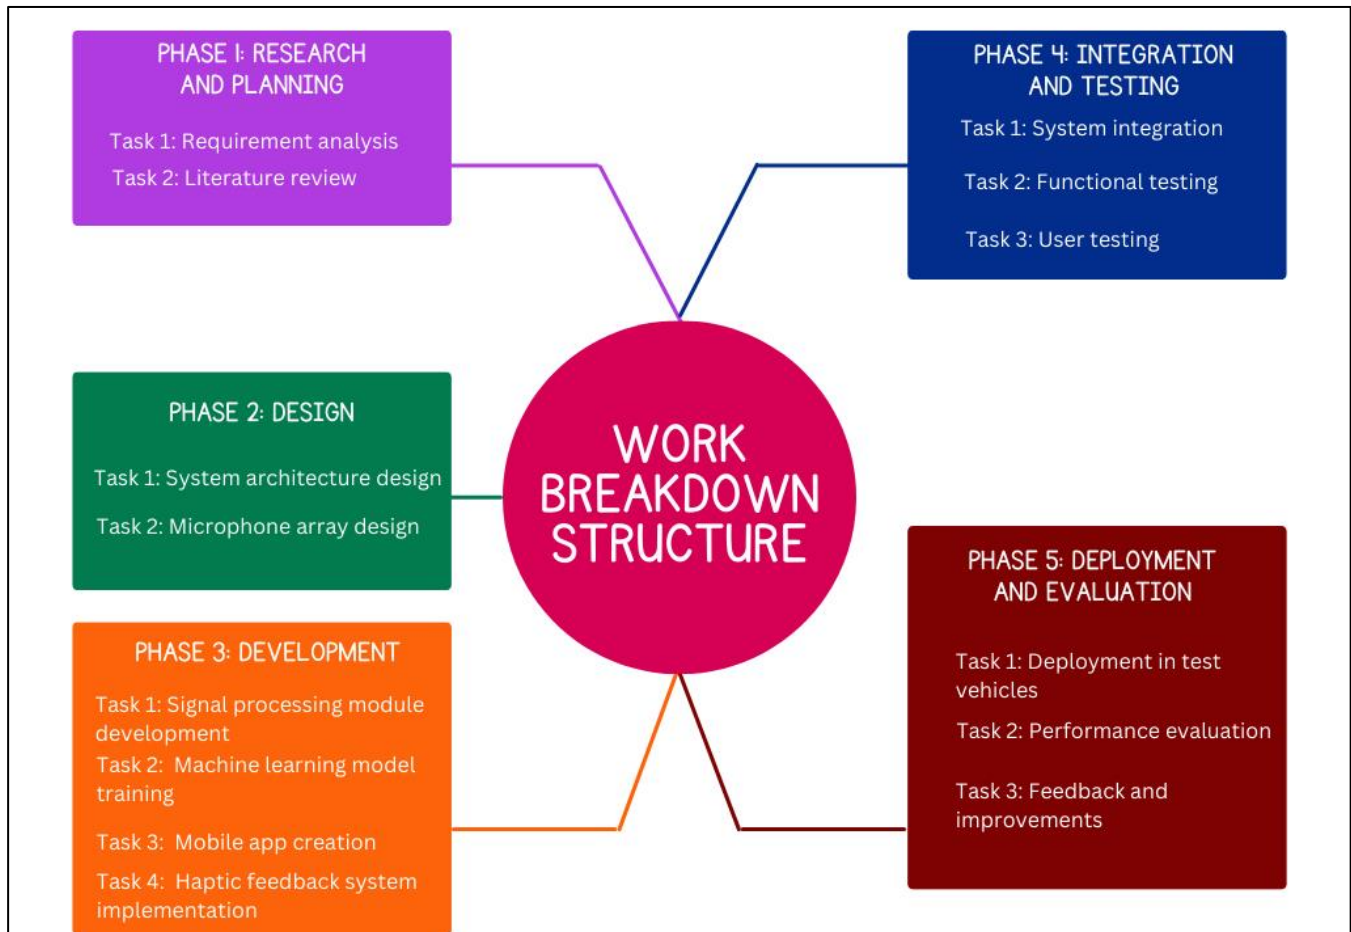 PHASE 1: RESEARCH
AND PLANNING
Task 1: Requirement analysis
Task 2: Literature review
PHASE 2: DESIGN
Task 1: System architecture design
Task 2: Microphone array design
PHASE 3: DEVELOPMENT
Task 1: Signal processing module
development
Task 2: Machine learning model
training
Task 3: Mobile app creation
Task 4: Haptic feedback system
implementation
WORK
BREAKDOWN
STRUCTURE
PHASE 4: INTEGRATION
AND TESTING
Task 1: System integration
Task 2: Functional testing
Task 3: User testing
PHASE 5: DEPLOYMENT
AND EVALUATION
Task 1: Deployment in test
vehicles
Task 2: Performance evaluation
Task 3: Feedback and
improvements